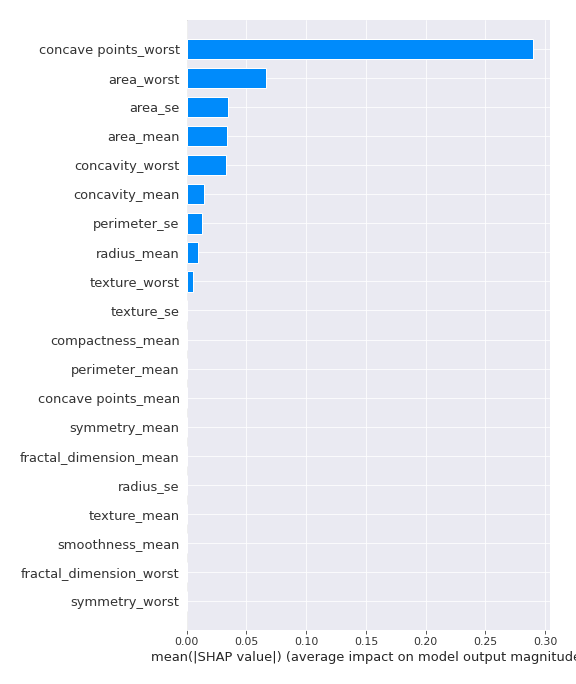 concave points_worst
area_worst
area_se
area_mean
concavity_worst
concavity_mean
perimeter_se
radius_mean
texture_worst
texture_se
compactness_mean
perimeter_mean
concave points_mean
symmetry_mean
fractal_dimension_mean
radius_se
texture_mean
smoothness_mean
fractal_dimension_worst
symmetry_worst
0.00 0.05 0.10 0.15 0.20 0.25 0.30
mean(|SHAP value|) (average impact on model output magnitude